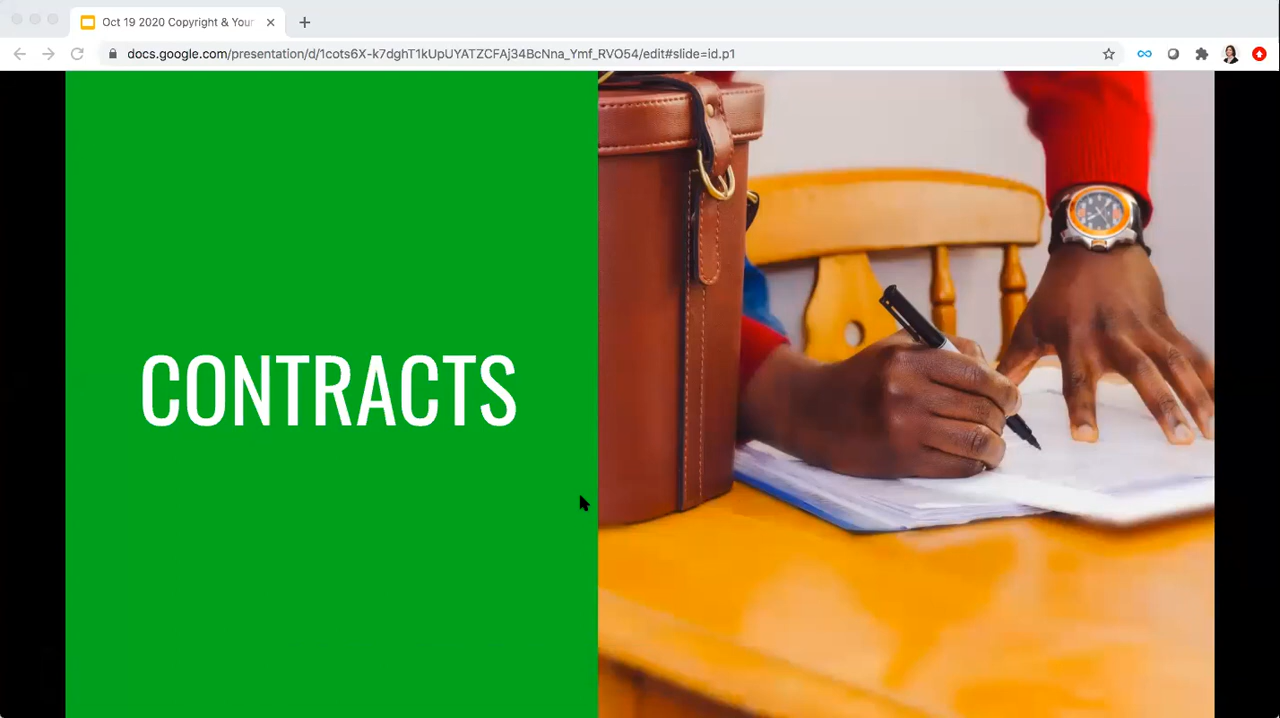 Oct 19 2020 Copyright & Your
docs.google.com/presentation/d/1cots6X-k7dghT1kUpUYATZCFAj34BcNna_Ymf_RVO54/edit#slide=id.p1
CONTRACTS